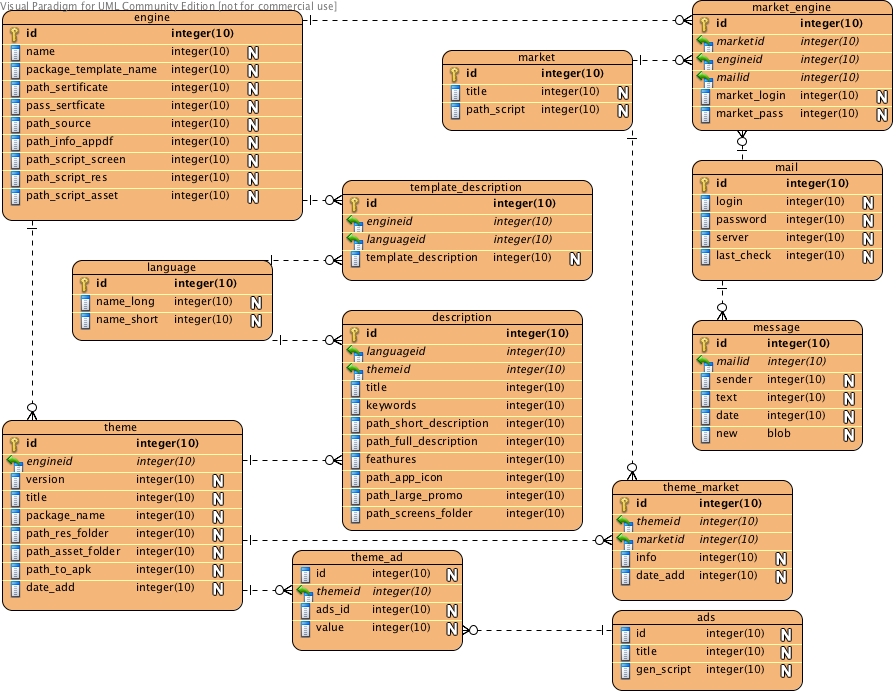 Visual Paradigm for UML Community Edition [not for commercial use]
engine
id integer(10)
name integer(10) N
package_template_name integer(10) N
path_sertificate integer(10) N
pass_sertficate integer(10) N
path_source integer(10) N
path_info_appdf integer(10) N
path_script_screen integer(10) N
path_script_res integer(10) N
path_script_asset integer(10) N
market_engine
id integer(10)
marketid integer(10)
engineid integer(10)
mailid integer(10)
market_login integer(10) N
market_pass integer(10) N
market
id integer(10)
title integer(10) N
path_script integer(10) N
mail
id integer(10)
login integer(10) N
password integer(10) N
server integer(10) N
last_check integer(10) N
template_description
id integer(10)
engineid integer(10)
languageid integer(10)
template_description integer(10) N
language
id integer(10)
name_long integer(10) N
name_short integer(10) N
description
id integer(10)
languageid integer(10)
themeid integer(10)
title integer(10)
keywords integer(10)
path_short_description integer(10)
path_full_description integer(10)
feathures integer(10)
path_app_icon integer(10)
path_large_promo integer(10)
path_screens_folder integer(10)
message
id integer(10)
mailid integer(10)
sender integer(10) N
text integer(10) N
date integer(10) N
new blob N
theme
id integer(10)
engineid integer(10)
version integer(10) N
title integer(10) N
package_name integer(10) N
path_res_folder integer(10) N
path_asset_folder integer(10) N
path_to_apk integer(10) N
date_add integer(10) N
theme_market
id integer(10)
themeid integer(10)
marketid integer(10)
info integer(10) N
date_add integer(10) N
theme_ad
id integer(10) N
themeid integer(10)
ads_id integer(10) N
value integer(10) N
ads
id integer(10) N
title integer(10) N
gen_script integer(10) N